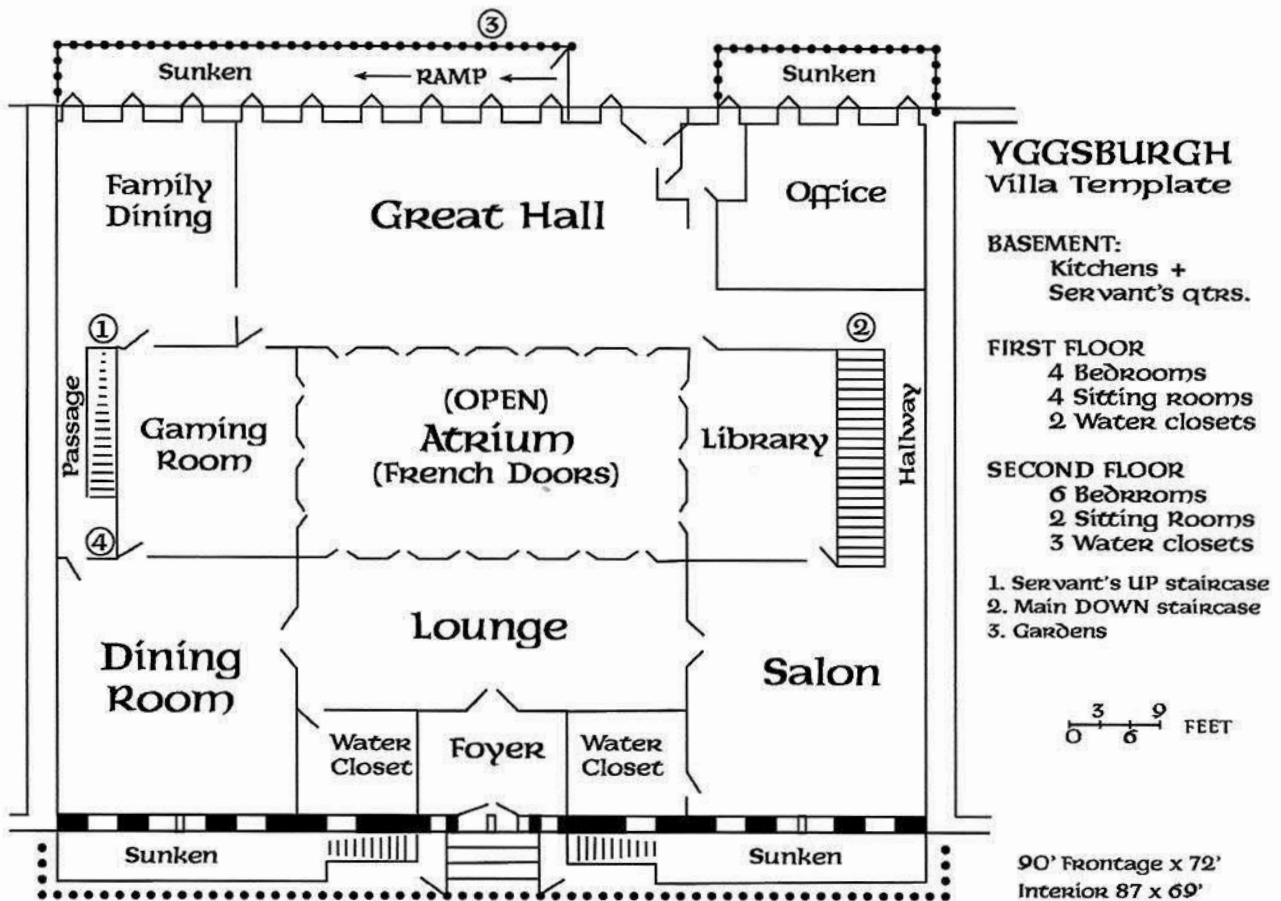 ③
Sunken
← RAMP ←
Sunken
Family
Dining
Great Hall
Office
①
②
Passage
Gaming
Room
(OPEN)
Atrium
(French Doors)
Library
Hallway
④
Dining
Room
Lounge
Salon
Water
Closet
Foyer
Water
Closet
Sunken
Sunken
YGGSBURGH
Villa Template
BASEMENT:
Kitchens +
Servant's qtrs.
FIRST FLOOR
4 Bedrooms
4 Sitting rooms
2 Water closets
SECOND FLOOR
6 Bedrroms
2 Sitting Rooms
3 Water closets
1. Servant's UP staircase
2. Main DOWN staircase
3. Gardens
3 9
0 6 FEET
90' Frontage x 72'
Interior 87 x 69'